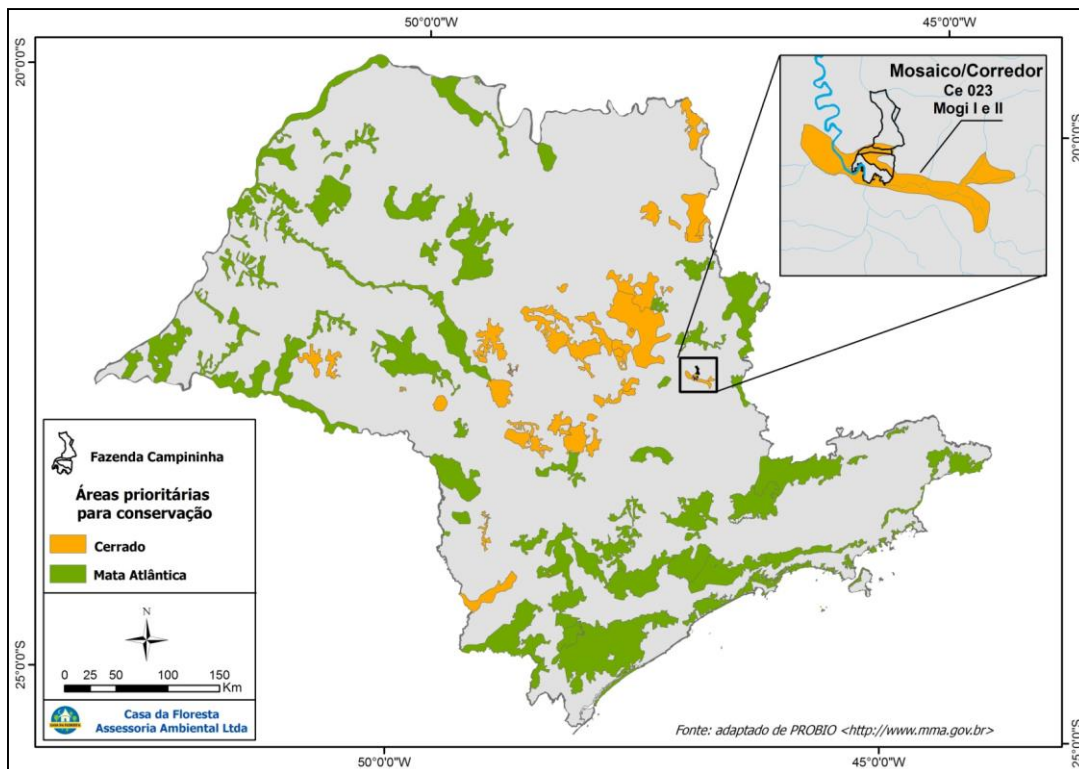 50°0'0"W
45°0'0"W
20°0'0"S
20°0'0"S
Mosaico/Corredor
Ce 023
Mogi I e II
Fazenda Campininha
Áreas prioritárias
para conservação
Cerrado
Mata Atlântica
N
0 25 50 100 150
Km
CASA DA FLORESTA
Casa da Floresta
Assessoria Ambiental Ltda
Fonte: adaptado de PROBIO <http://www.mma.gov.br>
25°0'0"S
25°0'0"S
50°0'0"W
45°0'0"W